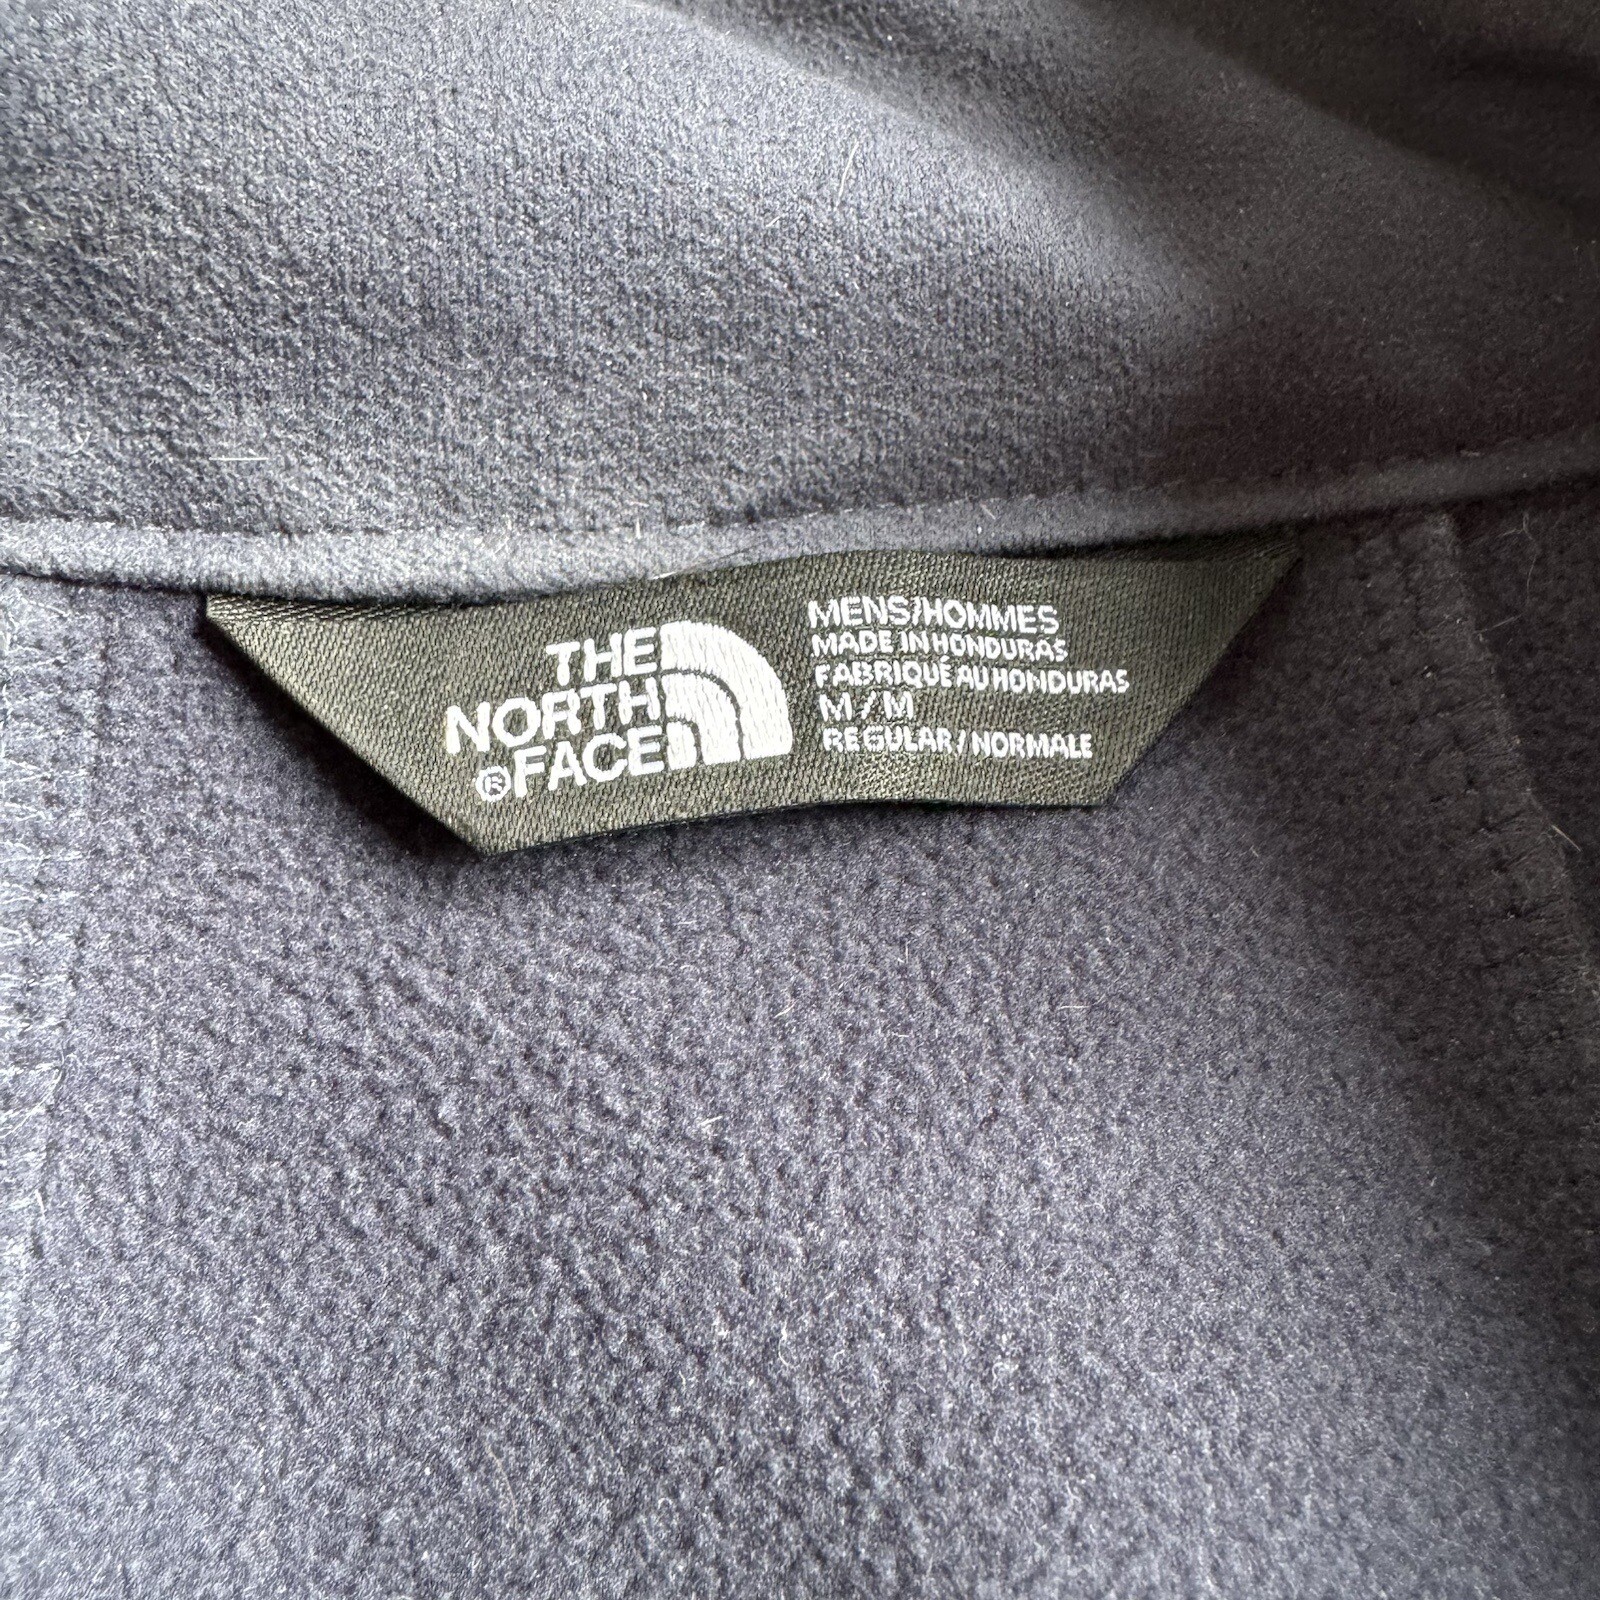 THE
NORTH
®FACE
MENS/HOMMES
MADE IN HONDURAS
FABRIQUÉ AU HONDURAS
M / M
REGULAR / NORMALE